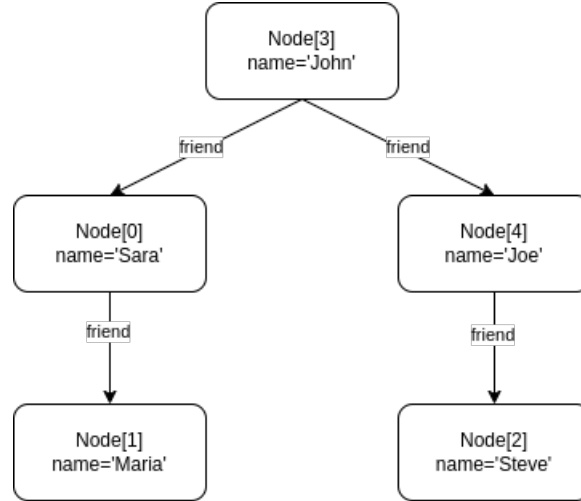 Node[3]
name='John'
friend
friend
Node[0]
name='Sara'
Node[4]
name='Joe'
friend
friend
Node[1]
name='Maria'
Node[2]
name='Steve'